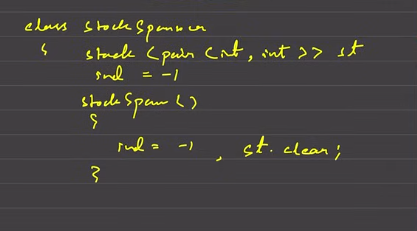 class stockSpanner
{ stack < pair < int, int >> st
ind = -1
stockSpan ( )
{
ind = -1 , st. clear ;
}